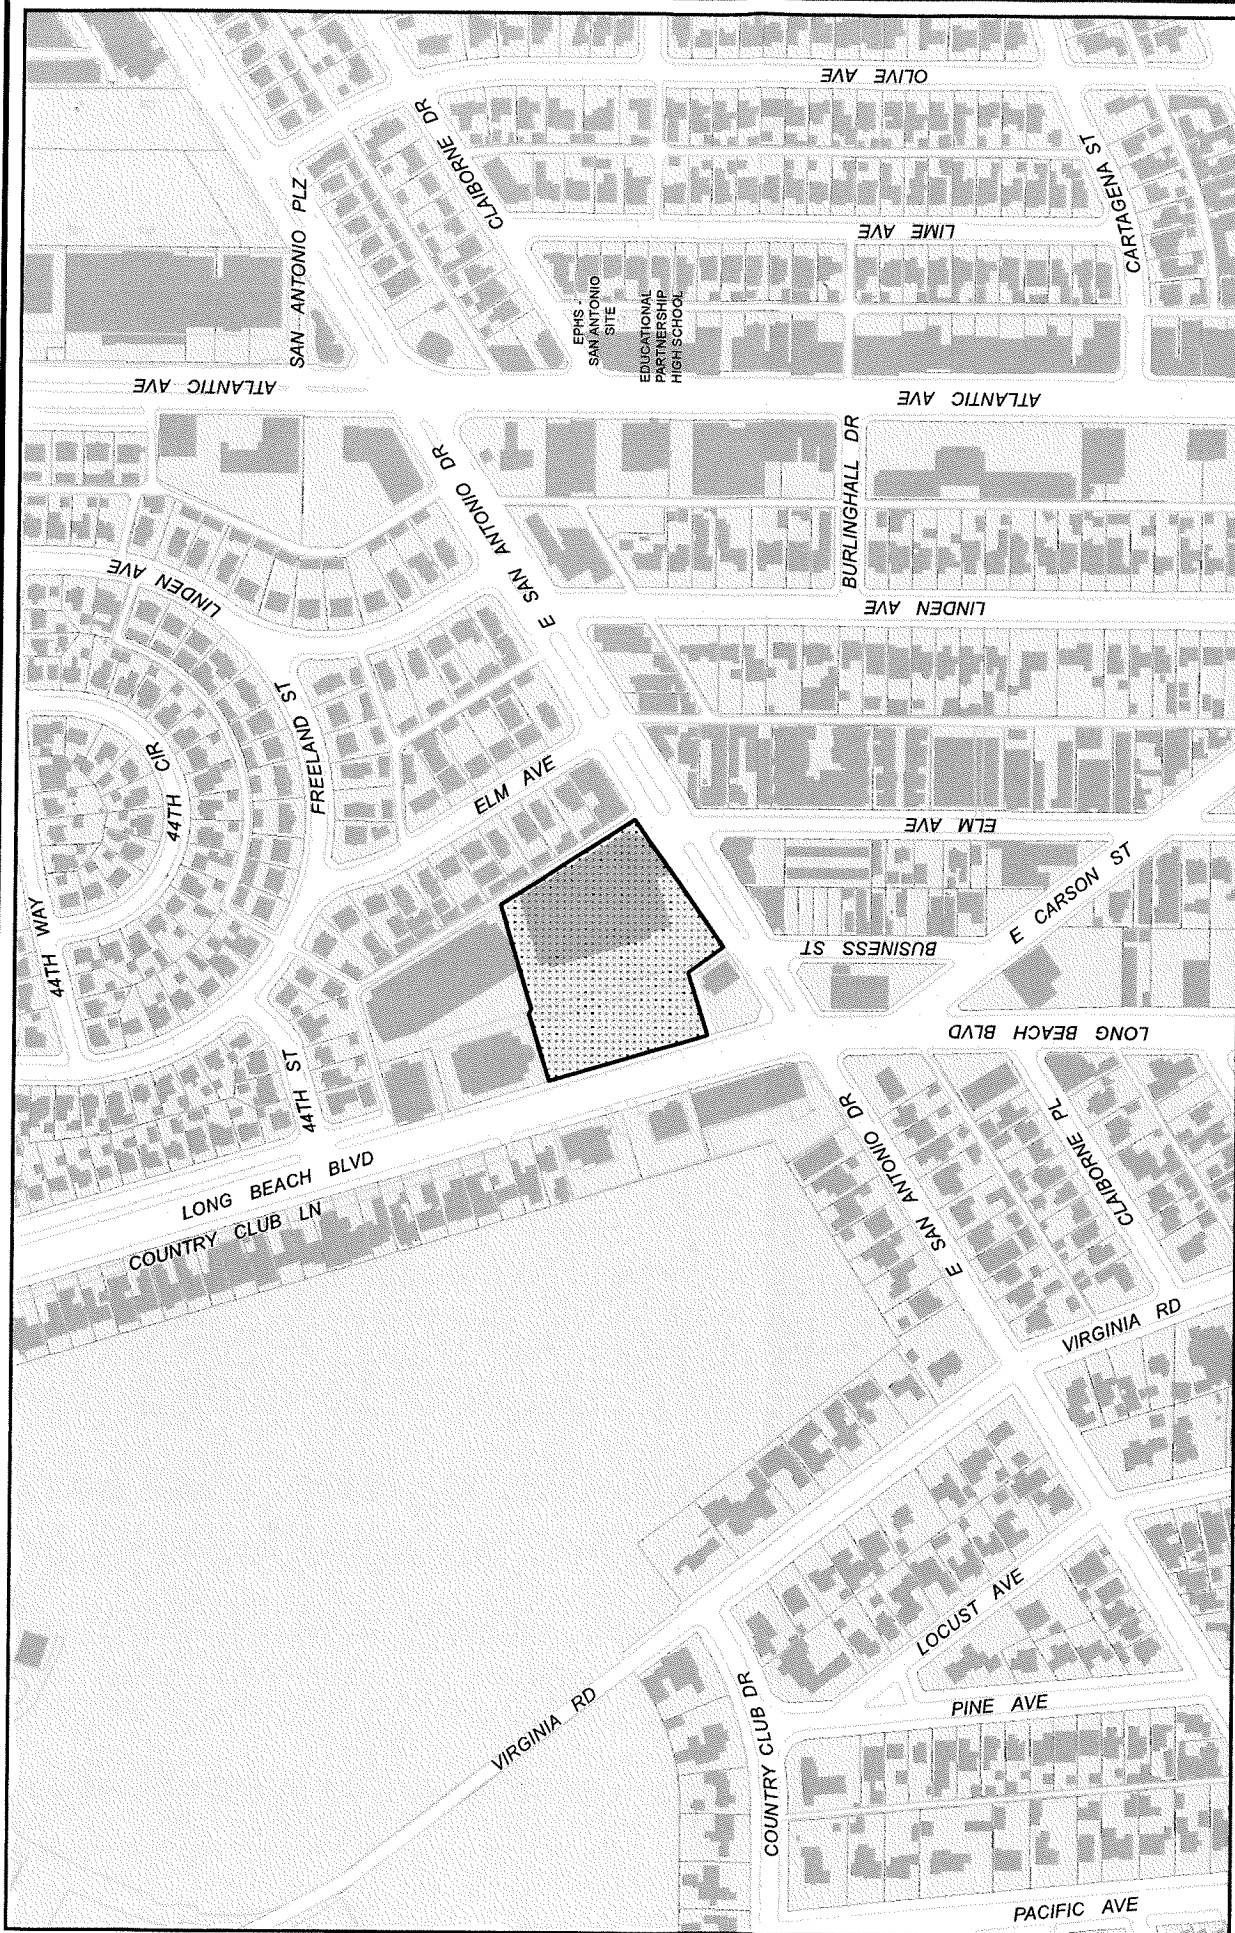 OLIVE AVE
CLAIBORNE DR
SAN ANTONIO PLZ
CARTAGENA ST
LIME AVE
EPHS -
SAN ANTONIO
SITE
EDUCATIONAL
PARTNERSHIP
HIGH SCHOOL
ATLANTIC AVE
ATLANTIC AVE
BURLINGHALL DR
E SAN ANTONIO DR
LINDEN AVE
LINDEN AVE
FREELAND ST
44TH CIR
ELM AVE
ELM AVE
E CARSON ST
44TH WAY
BUSINESS ST
LONG BEACH BLVD
44TH ST
LONG BEACH BLVD
COUNTRY CLUB LN
E SAN ANTONIO DR
CLAIBORNE PL
VIRGINIA RD
LOCUST AVE
VIRGINIA RD
COUNTRY CLUB DR
PINE AVE
PACIFIC AVE